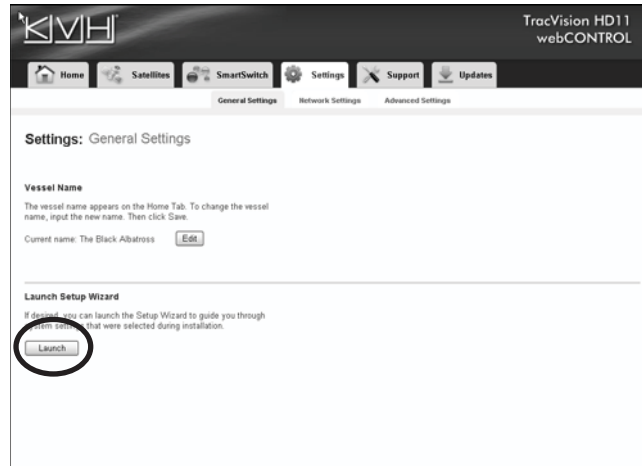 KVH
TracVision HD11
webCONTROL
Home
Satellites
SmartSwitch
Settings
Support
Updates
General Settings
Network Settings
Advanced Settings
Settings: General Settings
Vessel Name
The vessel name appears on the Home Tab. To change the vessel
name, input the new name. Then click Save.
Current name: The Black Albatross
Edit
Launch Setup Wizard
If desired, you can launch the Setup Wizard to guide you through
system settings that were selected during installation.
Launch